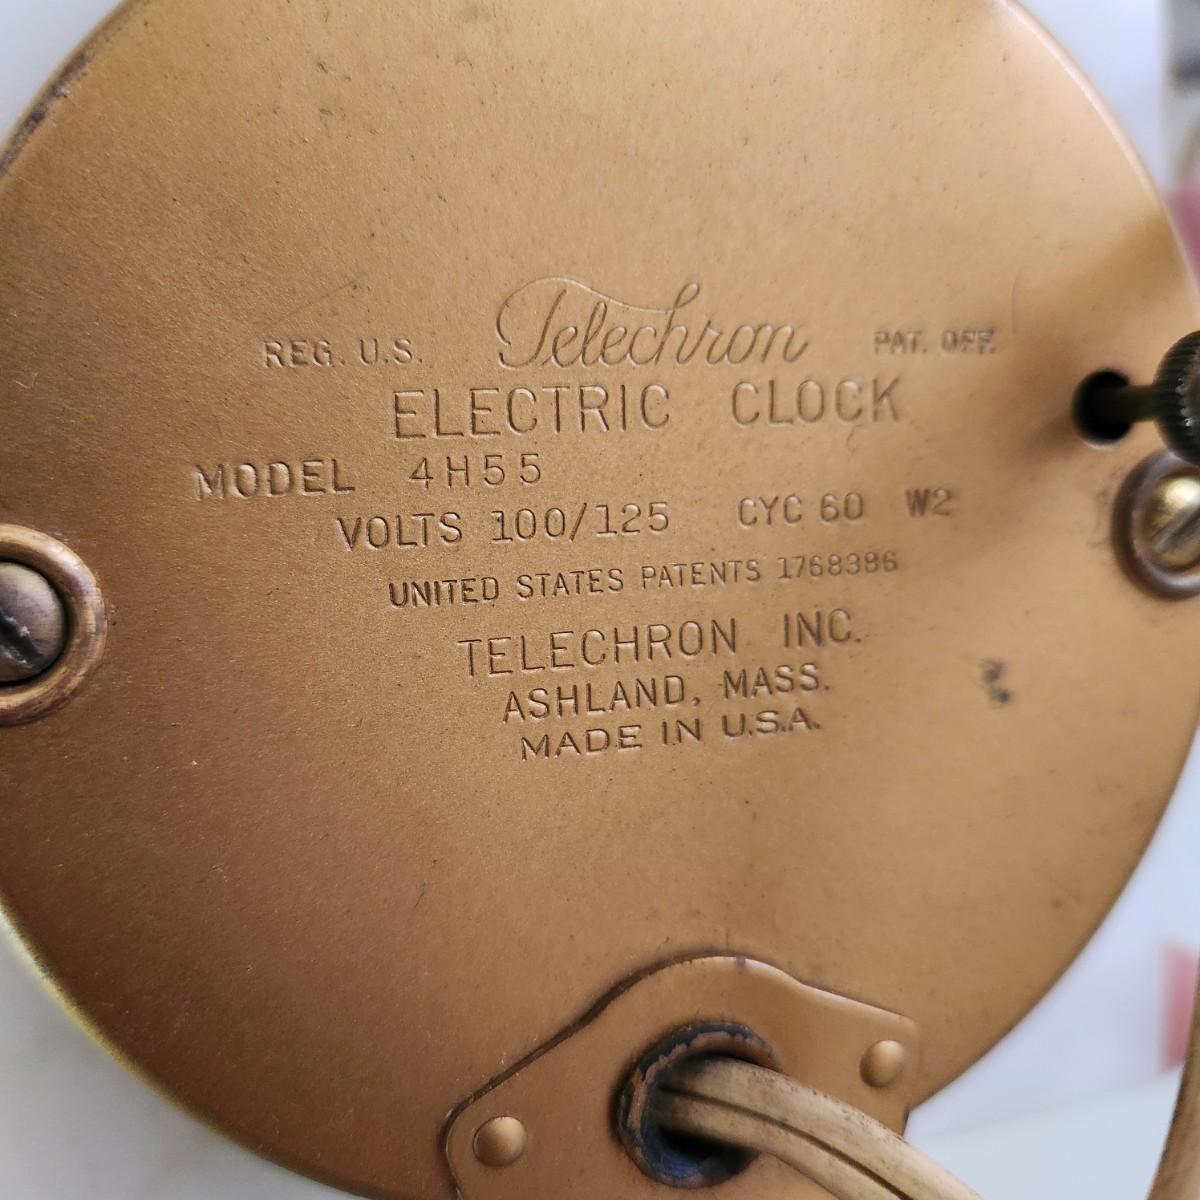 REG. U.S. Telechron PAT. OFF.
ELECTRIC CLOCK
MODEL 4H55
VOLTS 100/125 CYC 60 W2
UNITED STATES PATENTS 1768386
TELECHRON INC.
ASHLAND, MASS.
MADE IN U.S.A.